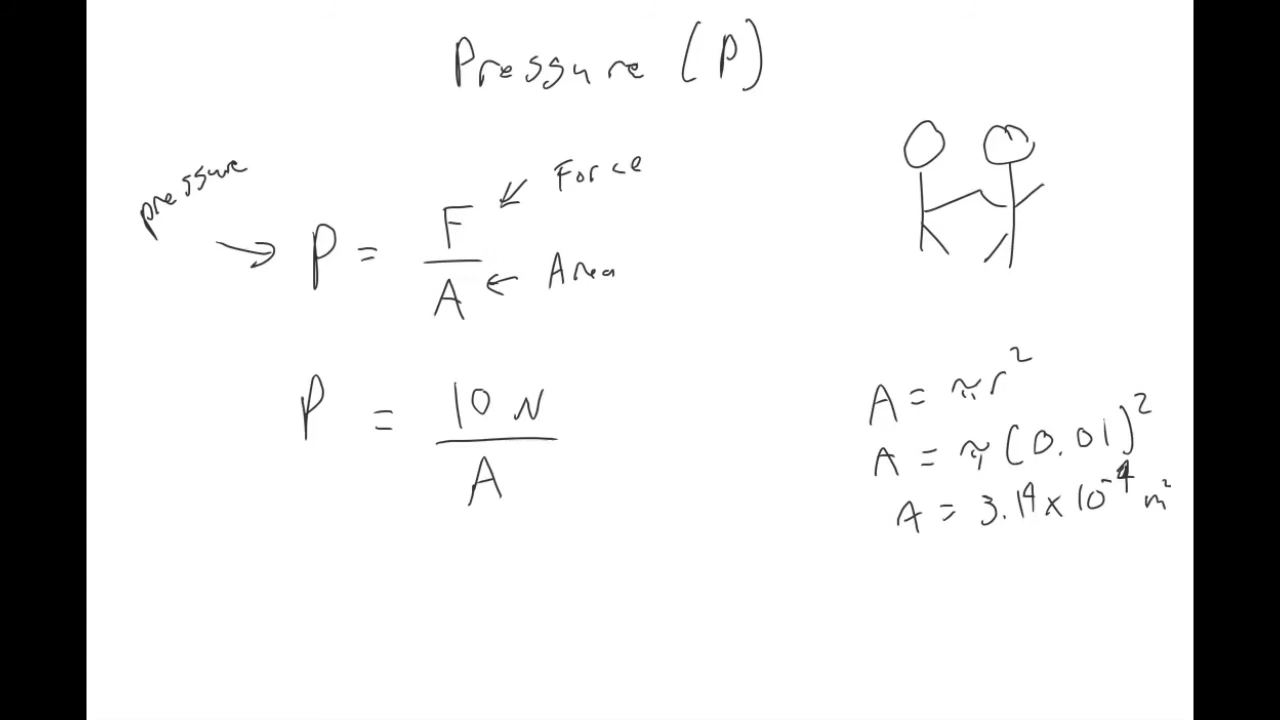 Pressure (P)
pressure
Force
P = F / A
Area
P = 10 N / A
A = πr²
A = π(0.01)²
A = 3.14 x 10⁻⁴ m²